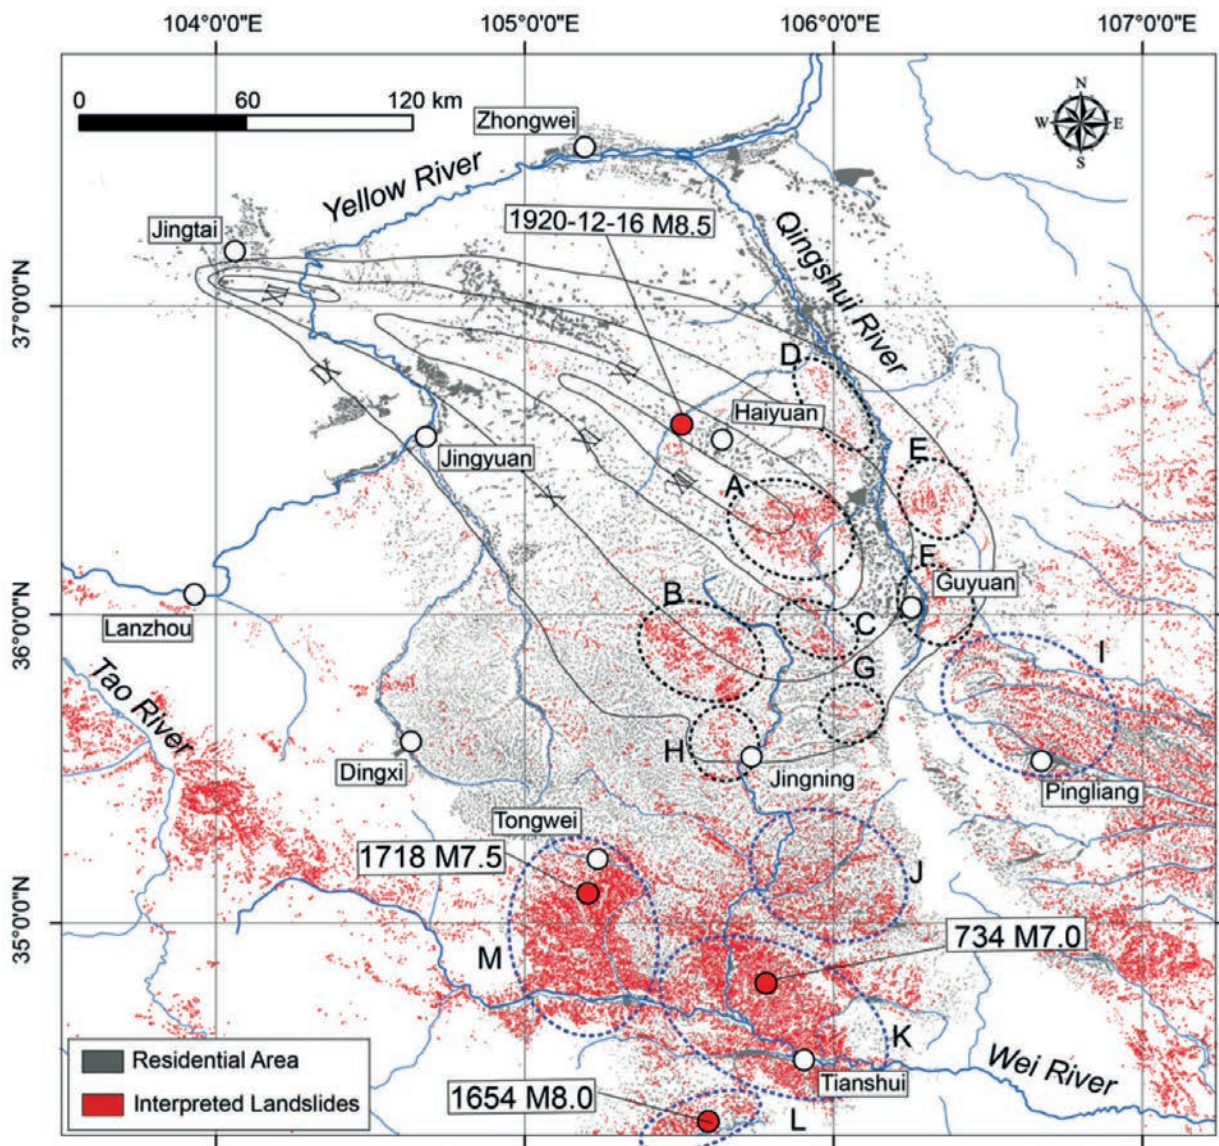 104°0'0"E
105°0'0"E
106°0'0"E
107°0'0"E
0
60
120 km
N
W
E
S
Zhongwei
Yellow River
1920-12-16 M8.5
Qingshui River
Jingtai
37°0'0"N
XI
IX
XI
D
Haiyuan
XI
Jingyuan
E
A
XII
X
F
Guyuan
B
C
36°0'0"N
Lanzhou
G
I
Tao River
H
Dingxi
Jingning
Pingliang
Tongwei
1718 M7.5
J
35°0'0"N
734 M7.0
M
K
Residential Area
Interpreted Landslides
Wei River
Tianshui
1654 M8.0
L